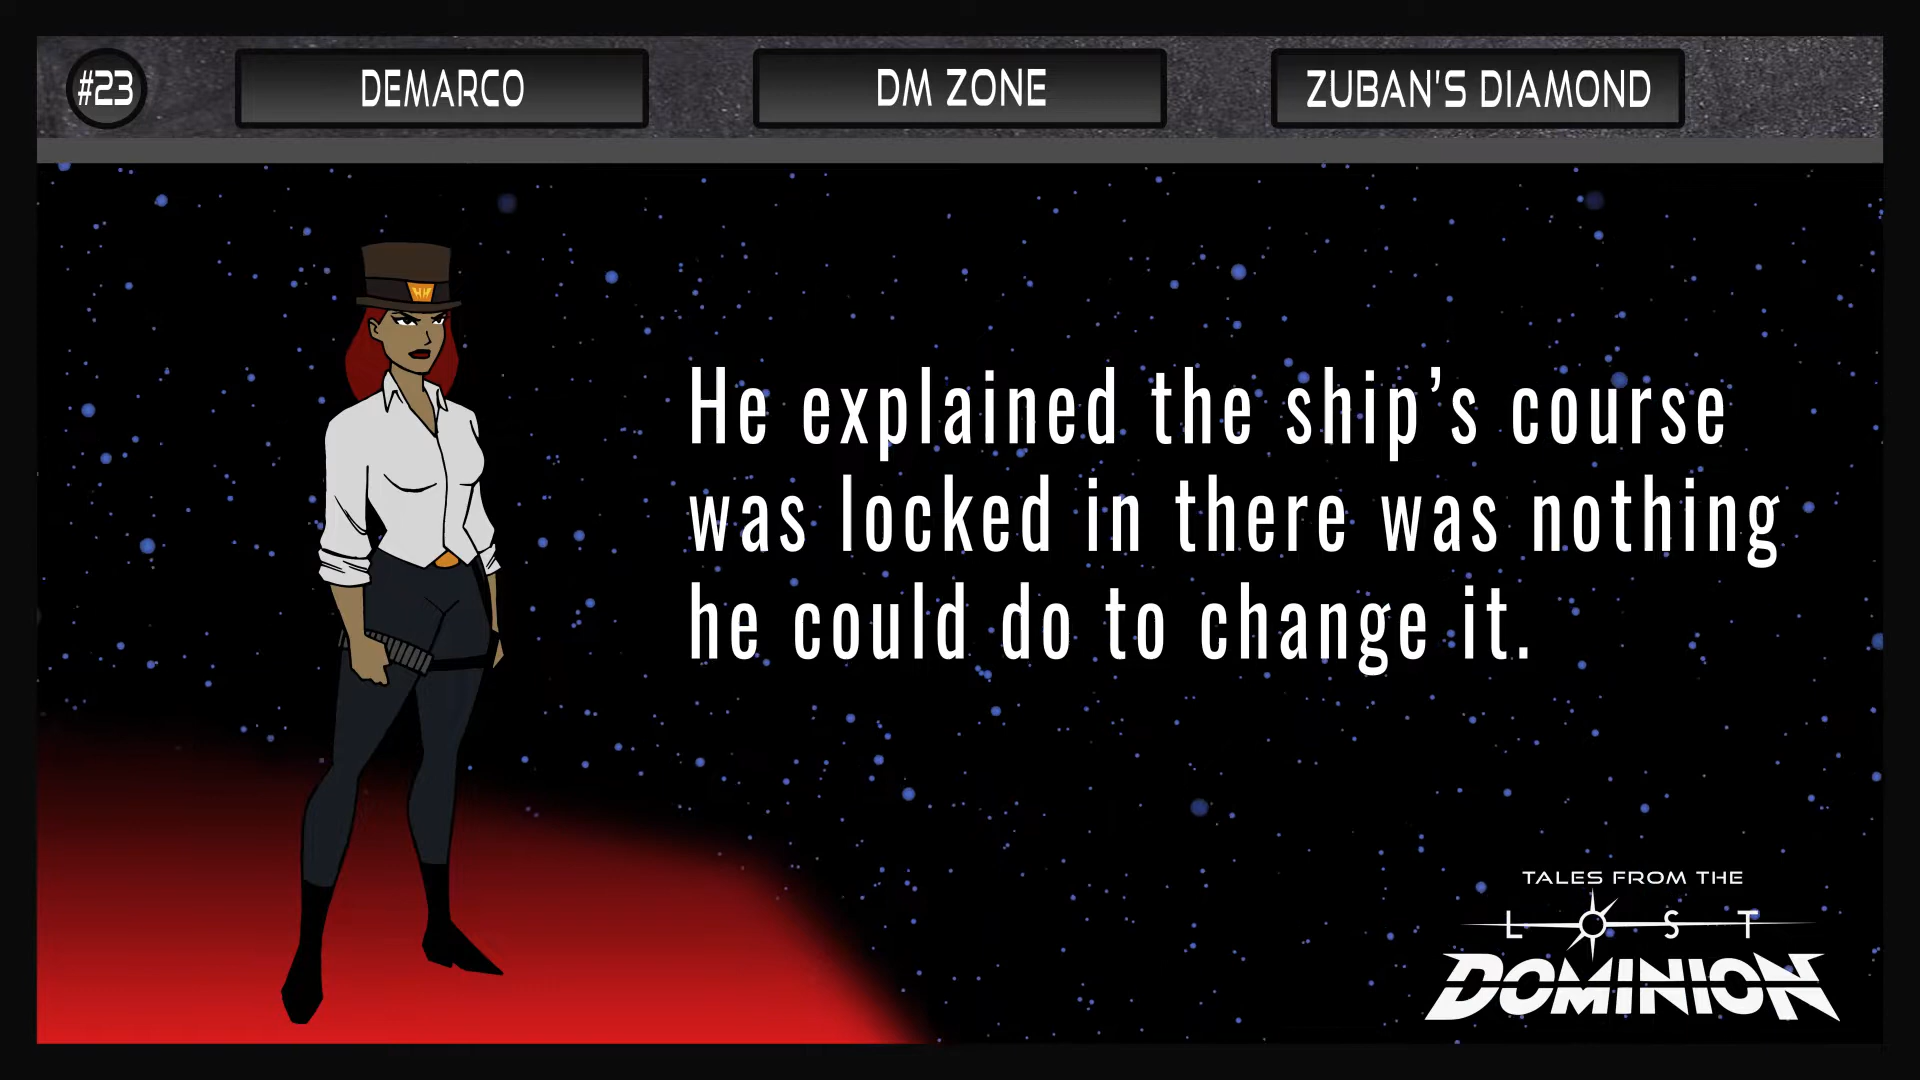 #23
DEMARCO
DM ZONE
ZUBAN'S DIAMOND
He explained the ship’s course
was locked in there was nothing
he could do to change it.
TALES FROM THE
LOST
DOMINION